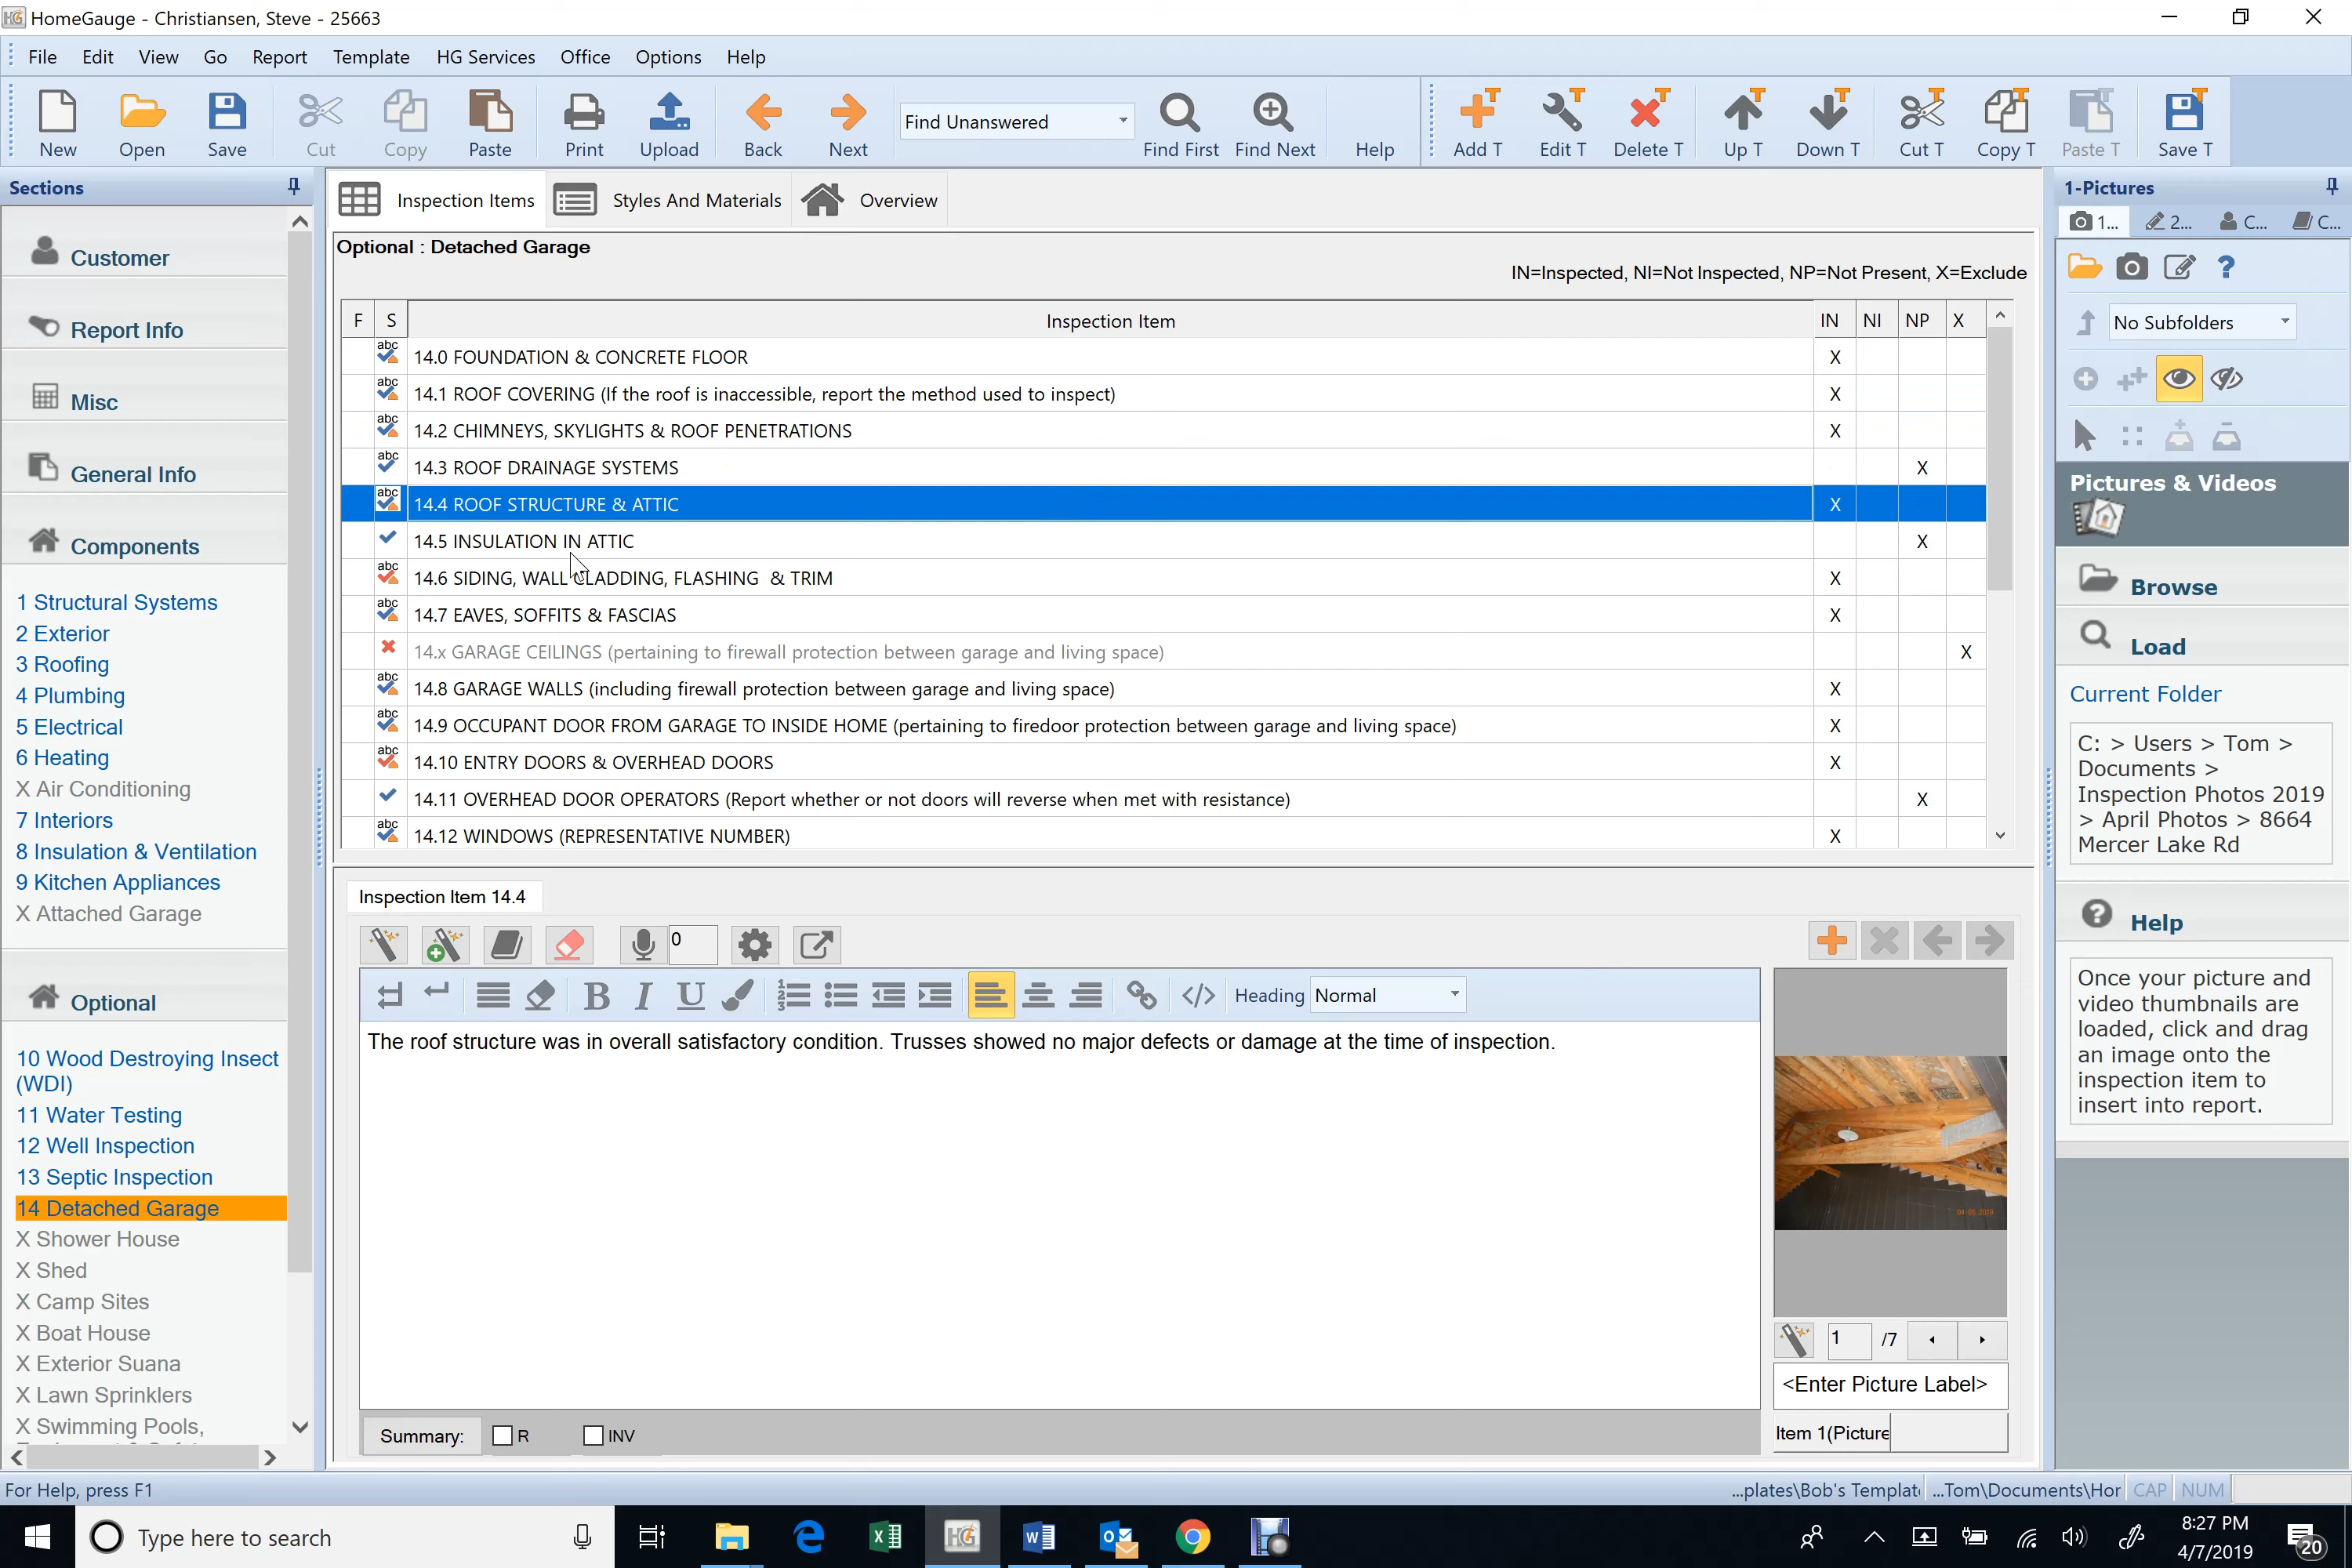 HomeGauge - Christiansen, Steve - 25663
File Edit View Go Report Template HG Services Office Options Help
New Open Save Cut Copy Paste Print Upload Back Next Find Unanswered Find First Find Next Help Add T Edit T Delete T Up T Down T Cut T Copy T Paste T Save T
Sections
Customer
Report Info
Misc
General Info
Components
1 Structural Systems
2 Exterior
3 Roofing
4 Plumbing
5 Electrical
6 Heating
X Air Conditioning
7 Interiors
8 Insulation & Ventilation
9 Kitchen Appliances
X Attached Garage
Optional
10 Wood Destroying Insect
(WDI)
11 Water Testing
12 Well Inspection
13 Septic Inspection
14 Detached Garage
X Shower House
X Shed
X Camp Sites
X Boat House
X Exterior Suana
X Lawn Sprinklers
X Swimming Pools,
Inspection Items Styles And Materials Overview
Optional : Detached Garage
IN=Inspected, NI=Not Inspected, NP=Not Present, X=Exclude
F S Inspection Item IN NI NP X
abc 14.0 FOUNDATION & CONCRETE FLOOR X
abc 14.1 ROOF COVERING (If the roof is inaccessible, report the method used to inspect) X
abc 14.2 CHIMNEYS, SKYLIGHTS & ROOF PENETRATIONS X
abc 14.3 ROOF DRAINAGE SYSTEMS X
abc 14.4 ROOF STRUCTURE & ATTIC X
14.5 INSULATION IN ATTIC X
abc 14.6 SIDING, WALL CLADDING, FLASHING & TRIM X
abc 14.7 EAVES, SOFFITS & FASCIAS X
14.x GARAGE CEILINGS (pertaining to firewall protection between garage and living space) X
abc 14.8 GARAGE WALLS (including firewall protection between garage and living space) X
abc 14.9 OCCUPANT DOOR FROM GARAGE TO INSIDE HOME (pertaining to firedoor protection between garage and living space) X
abc 14.10 ENTRY DOORS & OVERHEAD DOORS X
14.11 OVERHEAD DOOR OPERATORS (Report whether or not doors will reverse when met with resistance) X
abc 14.12 WINDOWS (REPRESENTATIVE NUMBER) X
Inspection Item 14.4
0
B I U </> Heading Normal
The roof structure was in overall satisfactory condition. Trusses showed no major defects or damage at the time of inspection.
Summary: R INV
04 05 2019
1 /7
<Enter Picture Label>
Item 1(Picture
1-Pictures
1... 2... C... C...
No Subfolders
Pictures & Videos
Browse
Load
Current Folder
C: > Users > Tom >
Documents >
Inspection Photos 2019
> April Photos > 8664
Mercer Lake Rd
Help
Once your picture and
video thumbnails are
loaded, click and drag
an image onto the
inspection item to
insert into report.
For Help, press F1
...plates\Bob's Templat ...Tom\Documents\Hor CAP NUM
Type here to search
HG
8:27 PM
4/7/2019
20